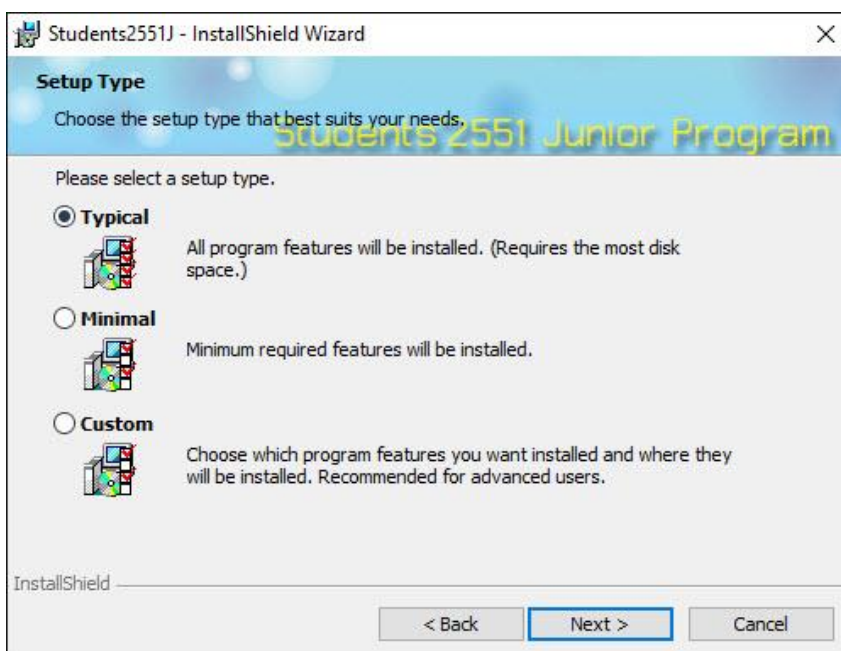 Students2551J - InstallShield Wizard
Setup Type
Choose the setup type that best suits your needs.
Students 2551 Junior Program
Please select a setup type.
Typical
All program features will be installed. (Requires the most disk
space.)
Minimal
Minimum required features will be installed.
Custom
Choose which program features you want installed and where they
will be installed. Recommended for advanced users.
InstallShield
< Back
Next >
Cancel